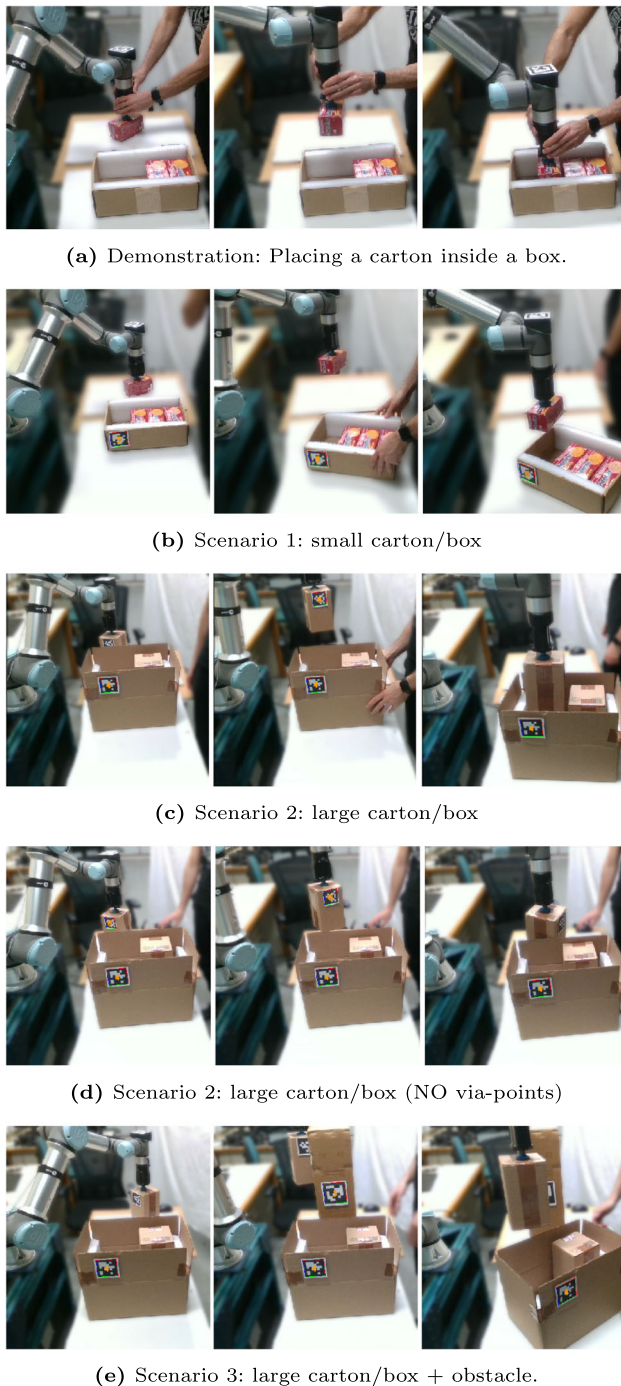 (a) Demonstration: Placing a carton inside a box.
(b) Scenario 1: small carton/box
(c) Scenario 2: large carton/box
(d) Scenario 2: large carton/box (NO via-points)
(e) Scenario 3: large carton/box + obstacle.